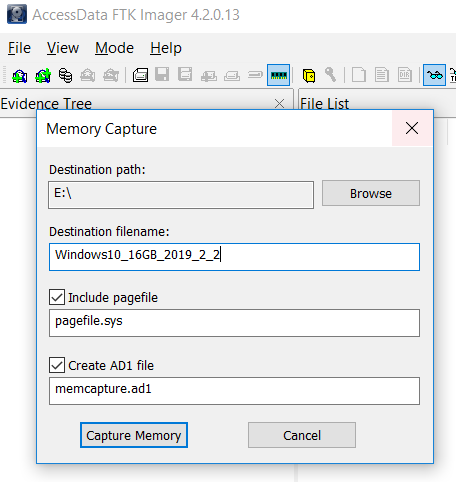 AccessData FTK Imager 4.2.0.13
File View Mode Help
Evidence Tree
File List
Memory Capture
Destination path:
E:\
Browse
Destination filename:
Windows10_16GB_2019_2_2
Include pagefile
pagefile.sys
Create AD1 file
memcapture.ad1
Capture Memory
Cancel